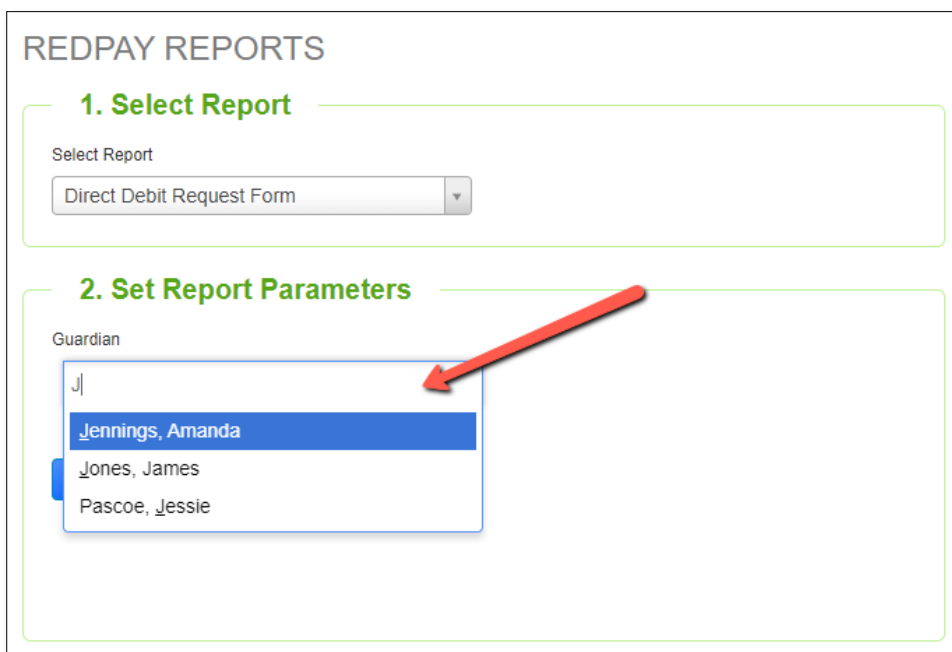 REDPAY REPORTS
1. Select Report
Select Report
Direct Debit Request Form
2. Set Report Parameters
Guardian
J
Jennings, Amanda
Jones, James
Pascoe, Jessie